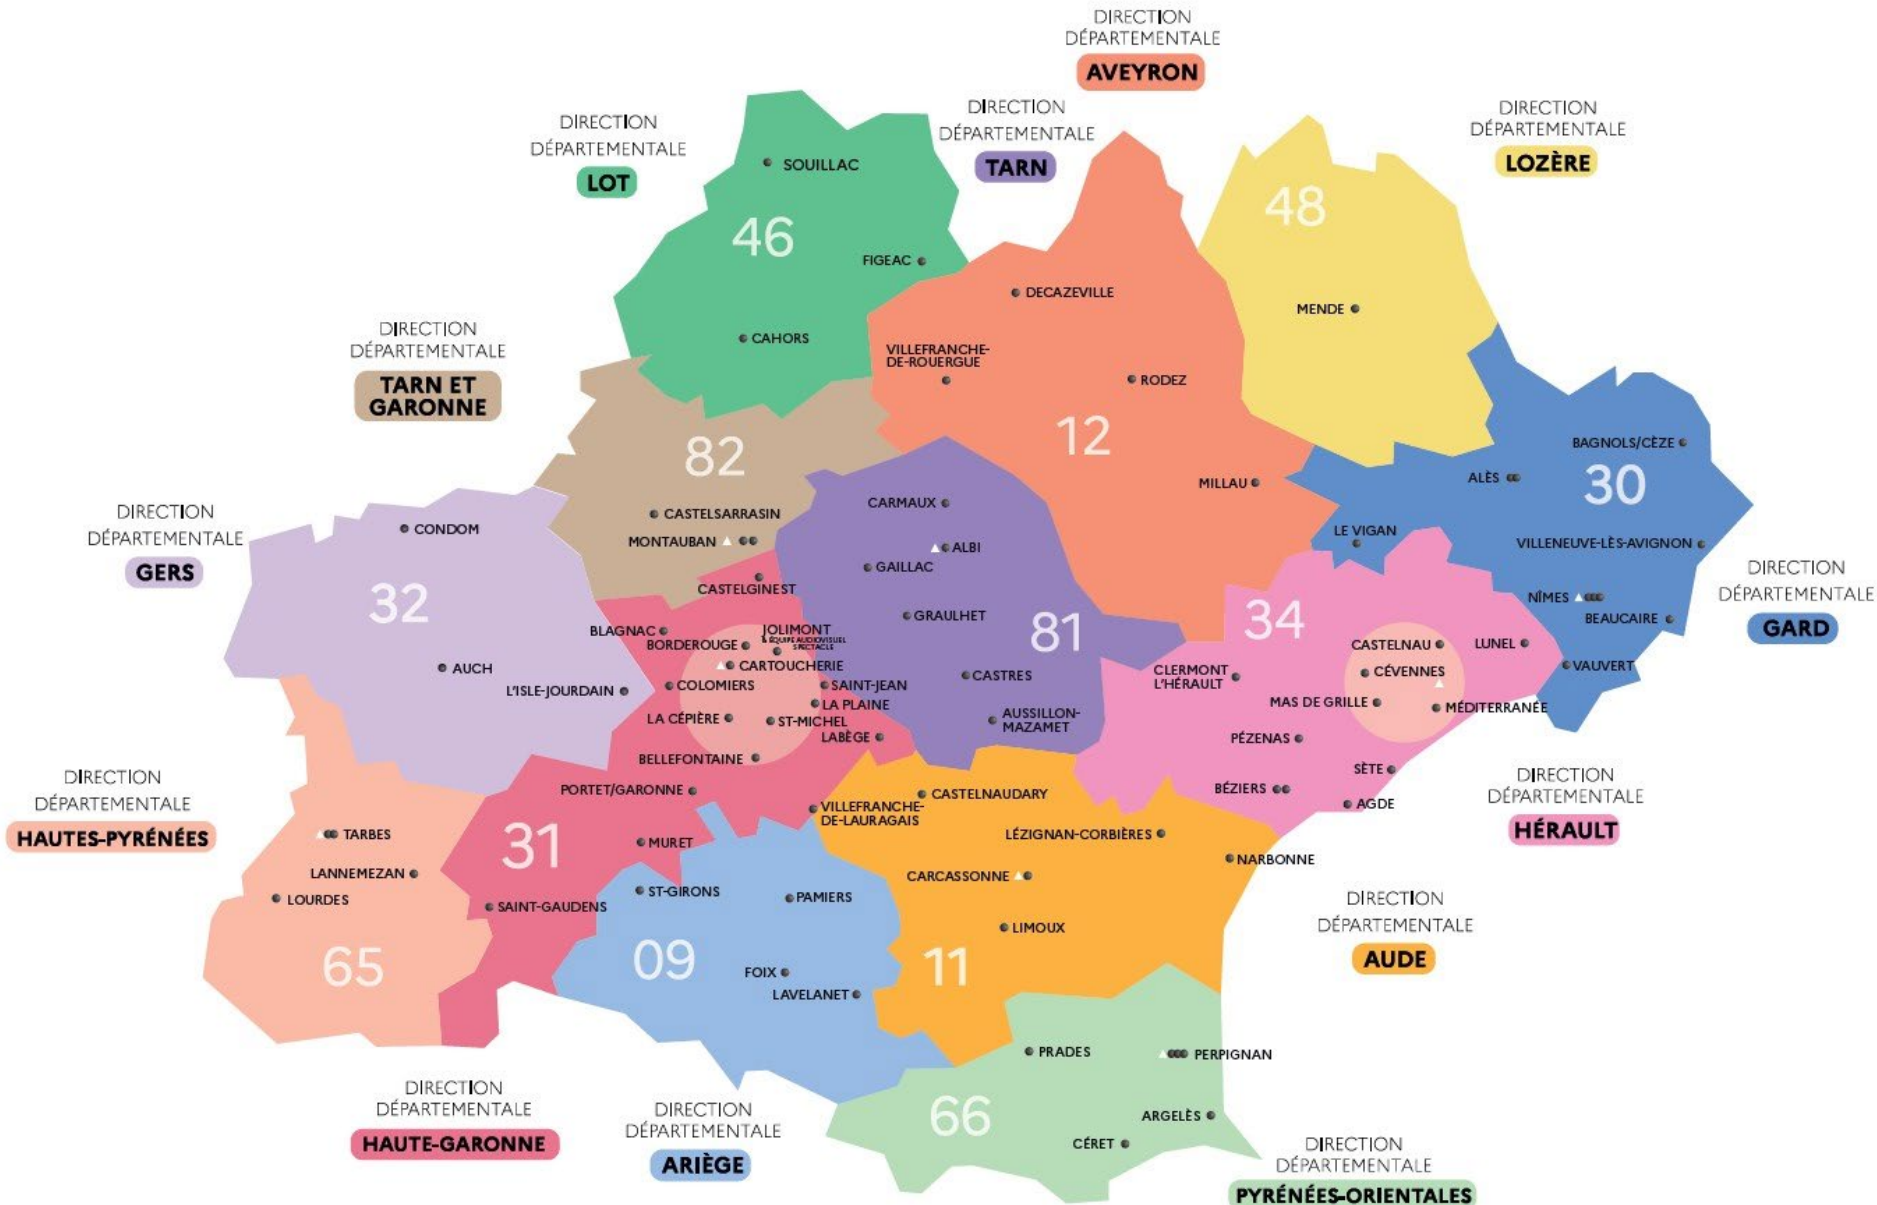 DIRECTION
DÉPARTEMENTALE
AVEYRON
DIRECTION
DÉPARTEMENTALE
TARN
DIRECTION
DÉPARTEMENTALE
LOZÈRE
DIRECTION
DÉPARTEMENTALE
LOT
SOUILLAC
46
FIGEAC
CAHORS
48
MENDE
DECAZEVILLE
VILLEFRANCHE-
DE-ROUERGUE
RODEZ
12
MILLAU
DIRECTION
DÉPARTEMENTALE
TARN ET
GARONNE
82
CASTELSARRASIN
MONTAUBAN
BAGNOLS/CÈZE
ALÈS
30
LE VIGAN
VILLENEUVE-LÈS-AVIGNON
NÎMES
BEAUCAIRE
VAUVERT
DIRECTION
DÉPARTEMENTALE
GARD
DIRECTION
DÉPARTEMENTALE
GERS
CONDOM
32
AUCH
L'ISLE-JOURDAIN
CARMAUX
ALBI
GAILLAC
GRAULHET
81
CASTRES
AUSSILLON-
MAZAMET
CASTELGINEST
BLAGNAC
JOLIMONT
& ÉQUIPE AUDIOVISUEL
SPECTACLE
BORDEROUGE
CARTOUCHERIE
COLOMIERS
SAINT-JEAN
LA PLAINE
LA CÉPIÈRE
ST-MICHEL
LABÈGE
BELLEFONTAINE
PORTET/GARONNE
VILLEFRANCHE-
DE-LAURAGAIS
31
MURET
SAINT-GAUDENS
34
CASTELNAU
LUNEL
CLERMONT
L'HÉRAULT
CÉVENNES
MAS DE GRILLE
MÉDITERRANÉE
PÉZENAS
SÈTE
BÉZIERS
AGDE
DIRECTION
DÉPARTEMENTALE
HÉRAULT
DIRECTION
DÉPARTEMENTALE
HAUTES-PYRÉNÉES
TARBES
LANNEMEZAN
LOURDES
65
CASTELNAUDARY
LÉZIGNAN-CORBIÈRES
NARBONNE
CARCASSONNE
LIMOUX
11
DIRECTION
DÉPARTEMENTALE
AUDE
ST-GIRONS
PAMIERS
09
FOIX
LAVELANET
PRADES
PERPIGNAN
66
ARGELÈS
CÉRET
DIRECTION
DÉPARTEMENTALE
HAUTE-GARONNE
DIRECTION
DÉPARTEMENTALE
ARIÈGE
DIRECTION
DÉPARTEMENTALE
PYRÉNÉES-ORIENTALES